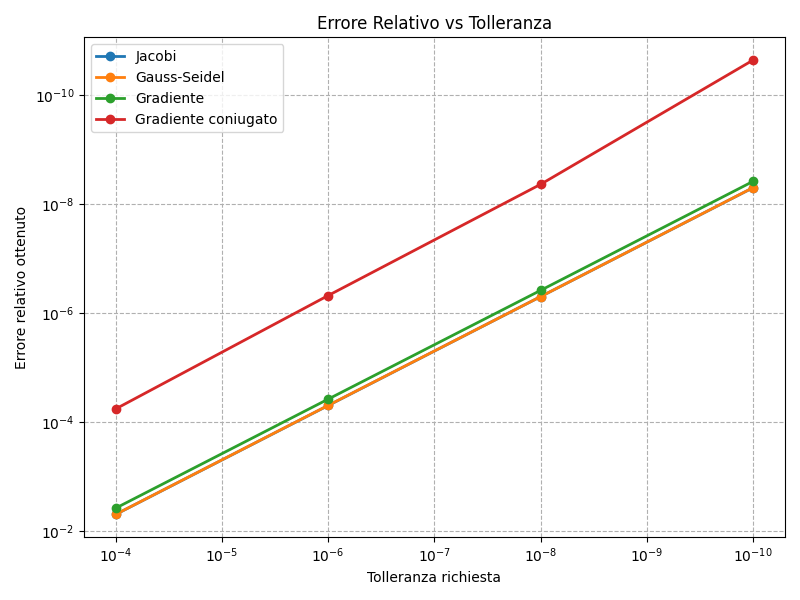 Errore Relativo vs Tolleranza
Jacobi
Gauss-Seidel
Gradiente
Gradiente coniugato
Errore relativo ottenuto
10⁻¹⁰
10⁻⁸
10⁻⁶
10⁻⁴
10⁻²
10⁻⁴ 10⁻⁵ 10⁻⁶ 10⁻⁷ 10⁻⁸ 10⁻⁹ 10⁻¹⁰
Tolleranza richiesta